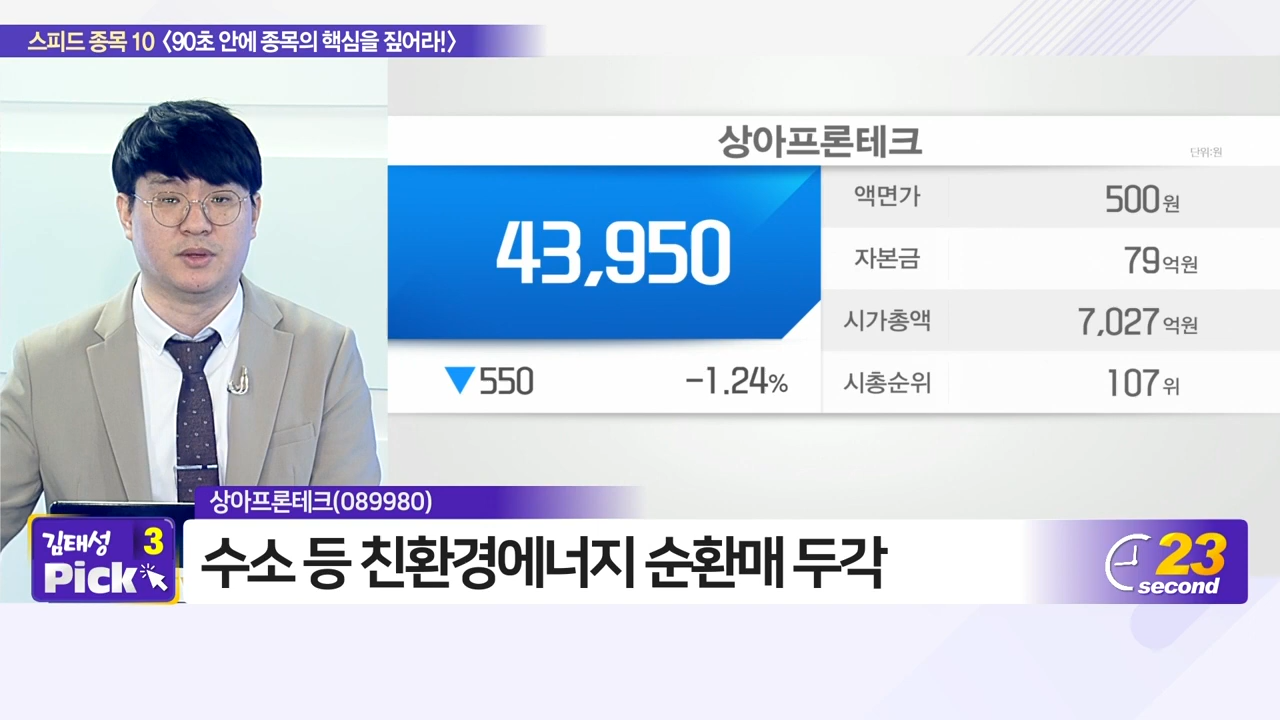 스피드 종목 10 <90초 안에 종목의 핵심을 짚어라!>
상아프론테크
단위:원
43,950
▼550 -1.24%
액면가 500원
자본금 79억원
시가총액 7,027억원
시총순위 107위
상아프론테크(089980)
김태성 3
Pick
수소 등 친환경에너지 순환매 두각
23
second